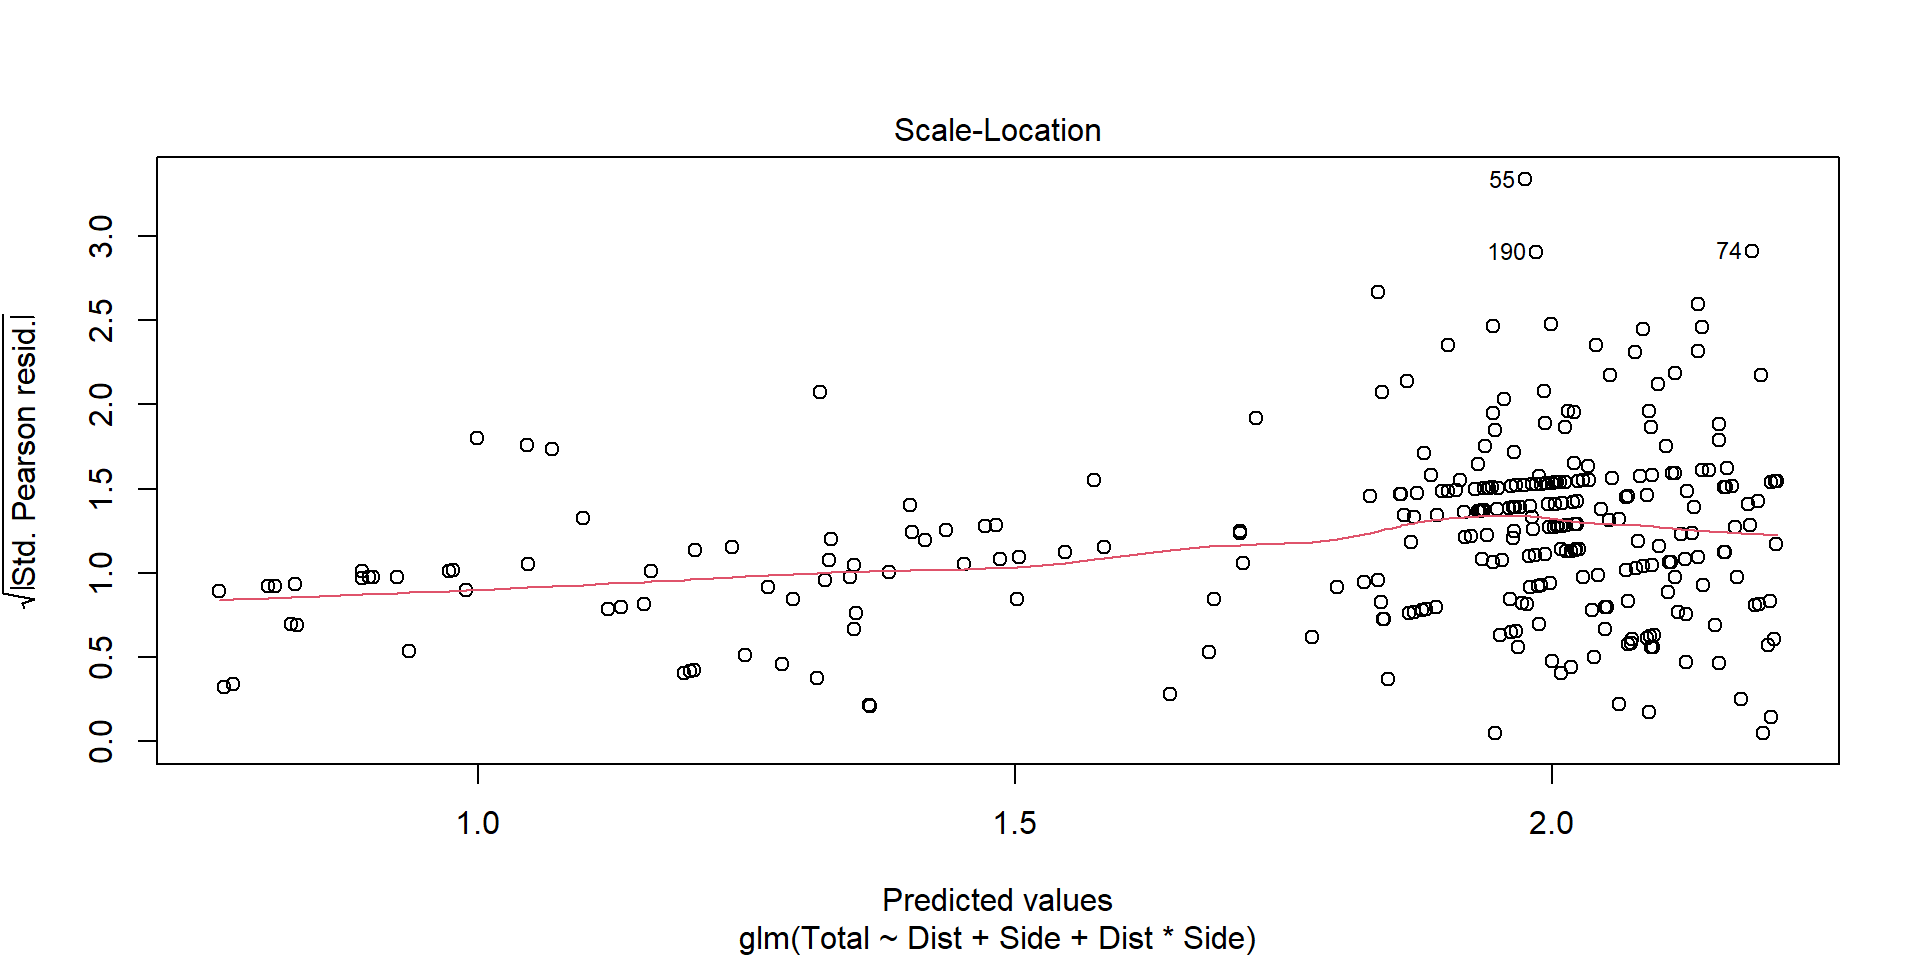 Scale-Location
√|Std. Pearson resid.|
3.0
2.5
2.0
1.5
1.0
0.5
0.0
55
190
74
1.0 1.5 2.0
Predicted values
glm(Total ~ Dist + Side + Dist * Side)